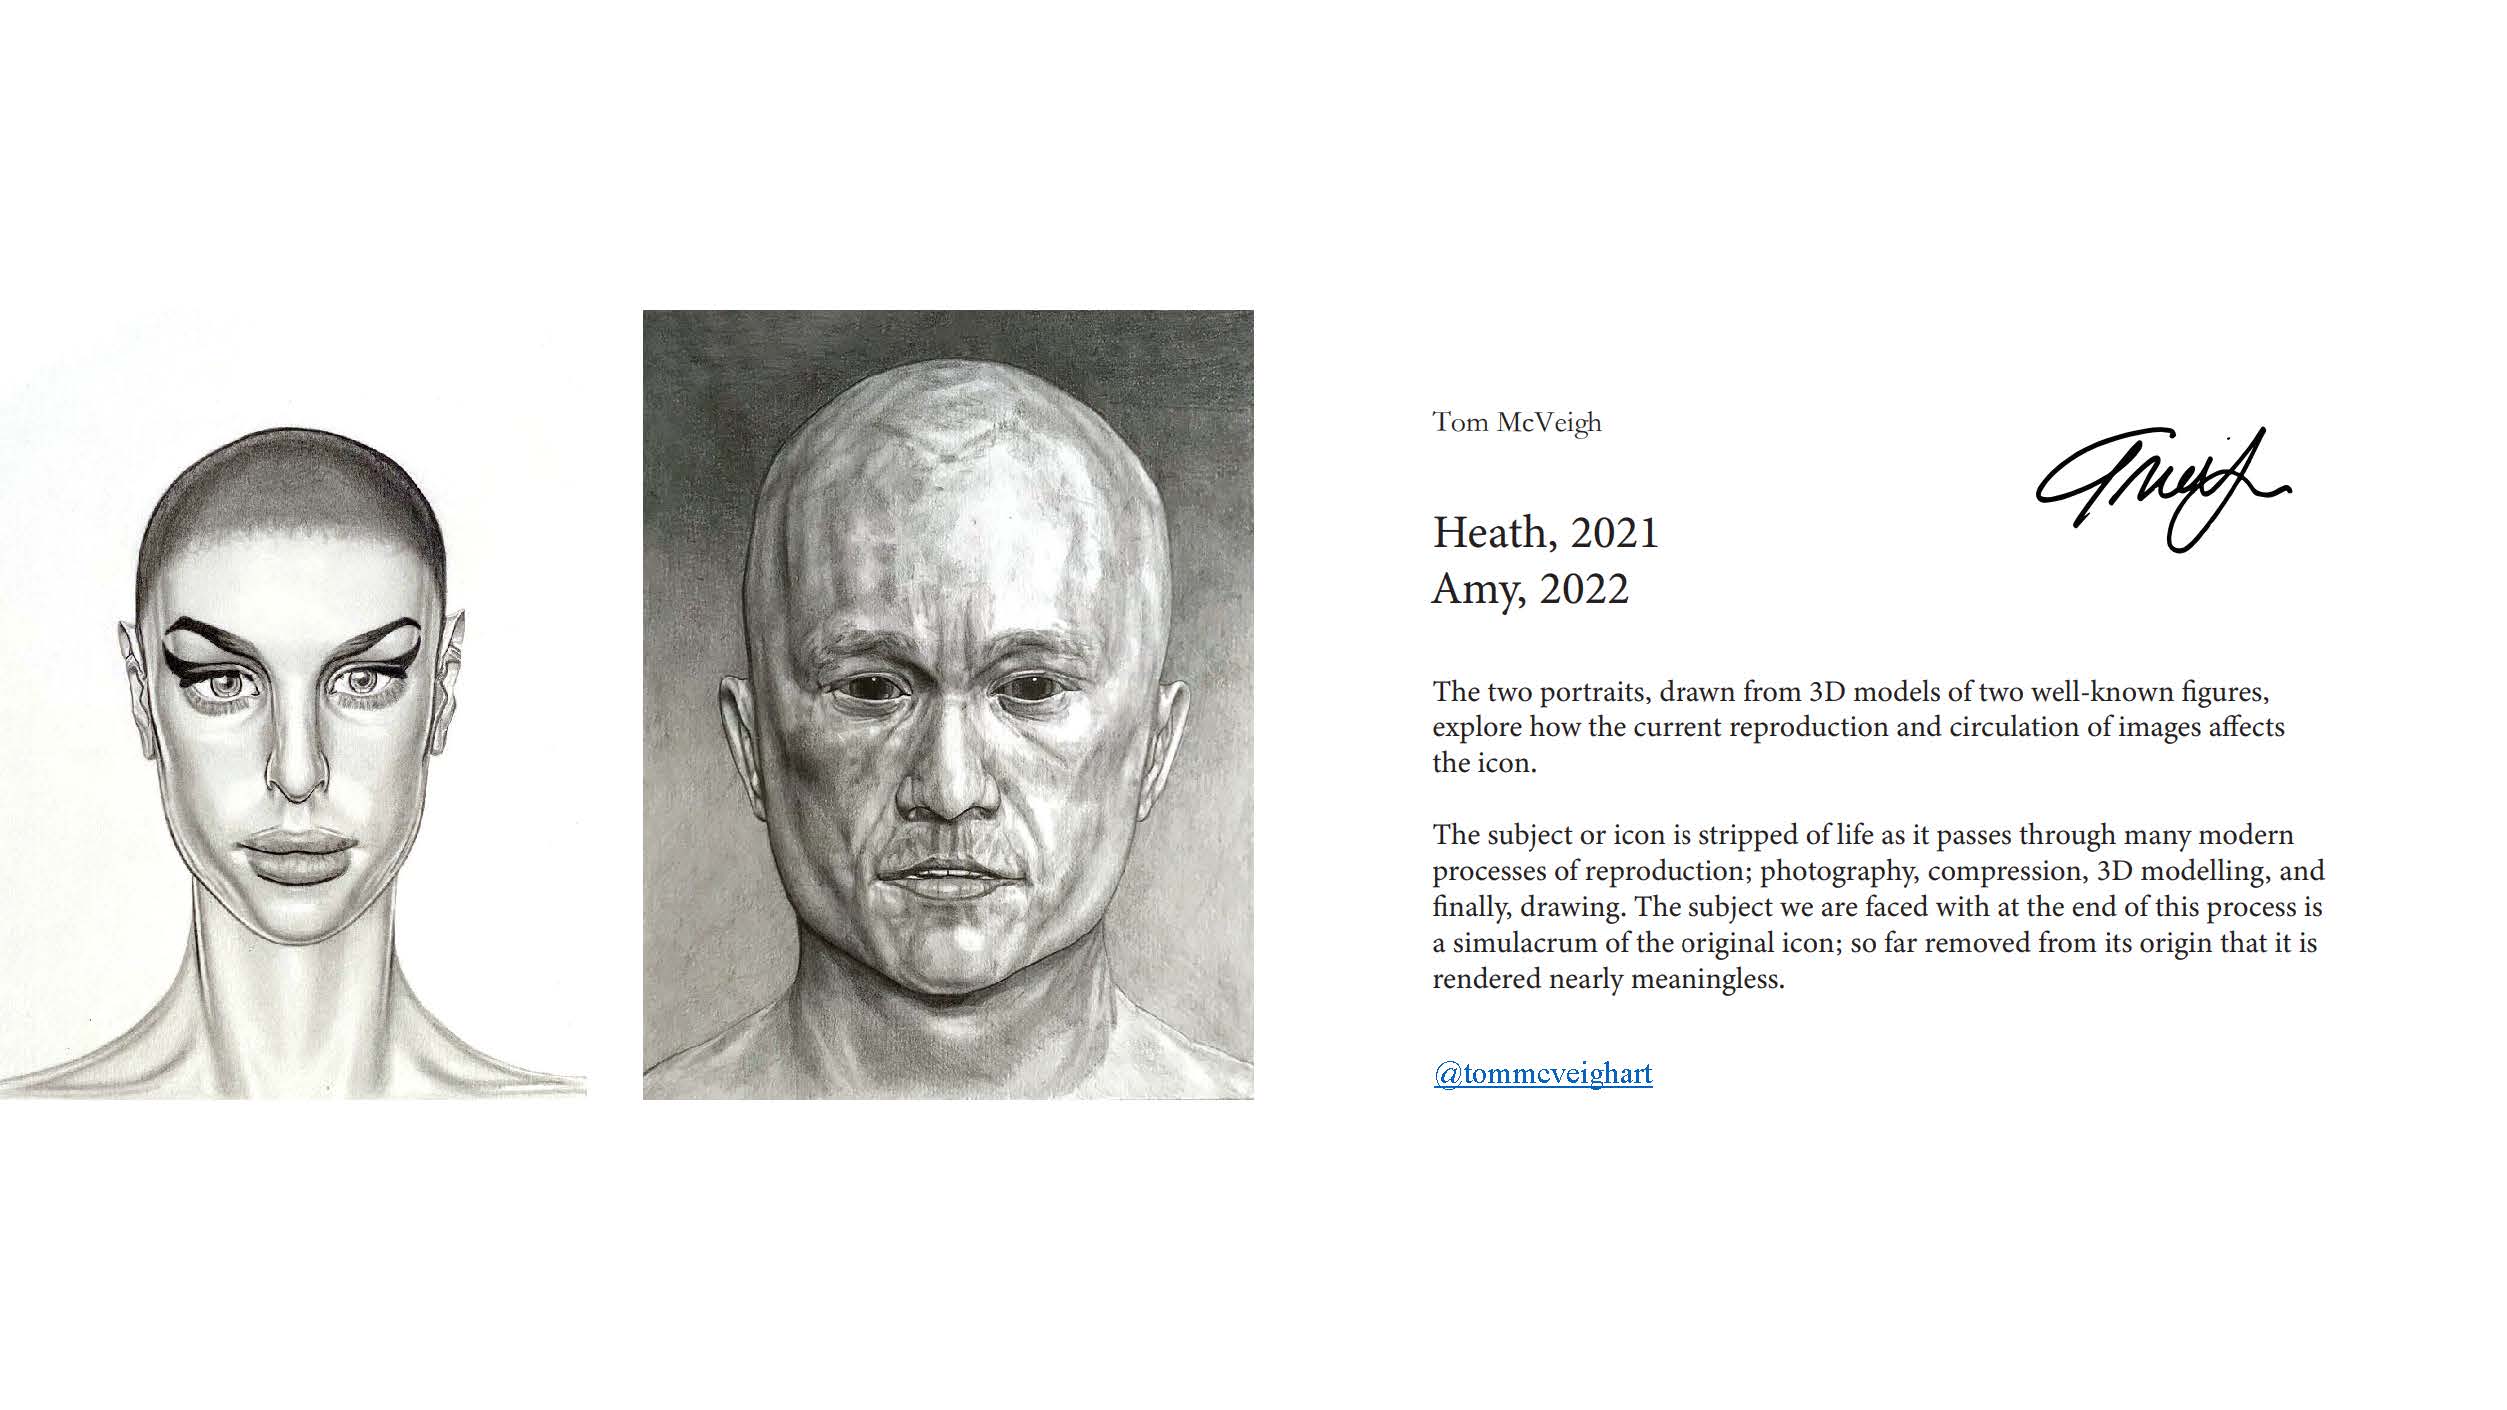 Tom McVeigh
Heath, 2021
Amy, 2022
The two portraits, drawn from 3D models of two well-known figures,
explore how the current reproduction and circulation of images affects
the icon.
The subject or icon is stripped of life as it passes through many modern
processes of reproduction; photography, compression, 3D modelling, and
finally, drawing. The subject we are faced with at the end of this process is
a simulacrum of the original icon; so far removed from its origin that it is
rendered nearly meaningless.
@tommcveighart